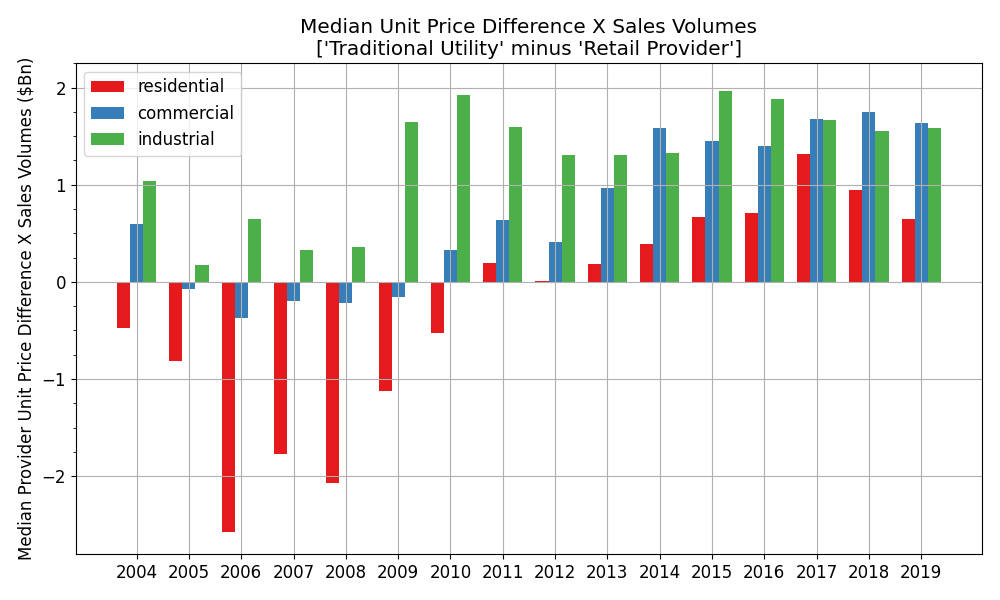 Median Unit Price Difference X Sales Volumes
['Traditional Utility' minus 'Retail Provider']
Median Provider Unit Price Difference X Sales Volumes ($Bn)
residential
commercial
industrial
2
1
0
−1
−2
2004 2005 2006 2007 2008 2009 2010 2011 2012 2013 2014 2015 2016 2017 2018 2019